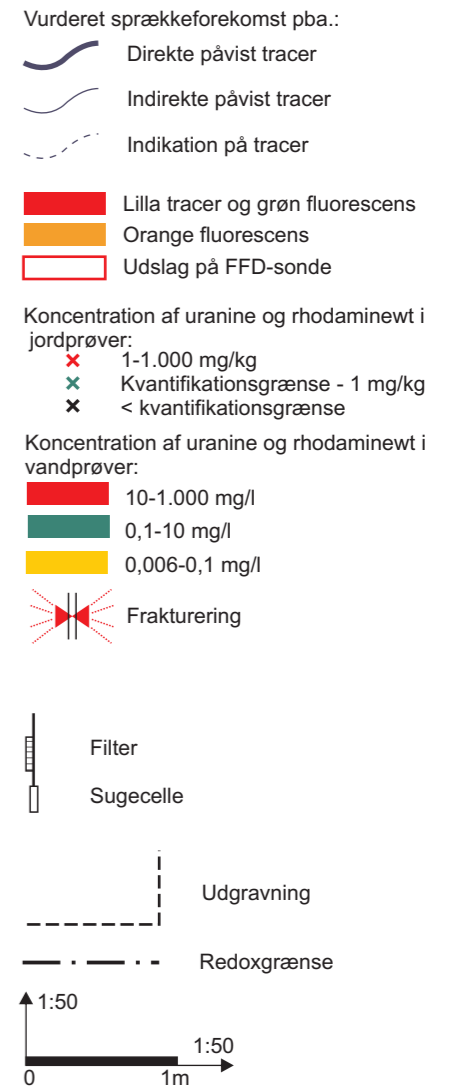 Vurderet sprækkeforekomst pba.:
Direkte påvist tracer
Indirekte påvist tracer
Indikation på tracer
Lilla tracer og grøn fluorescens
Orange fluorescens
Udslag på FFD-sonde
Koncentration af uranine og rhodaminewt i
jordprøver:
1-1.000 mg/kg
Kvantifikationsgrænse - 1 mg/kg
< kvantifikationsgrænse
Koncentration af uranine og rhodaminewt i
vandprøver:
10-1.000 mg/l
0,1-10 mg/l
0,006-0,1 mg/l
Frakturering
Filter
Sugecelle
Udgravning
Redoxgrænse
1:50
1:50
0 1m